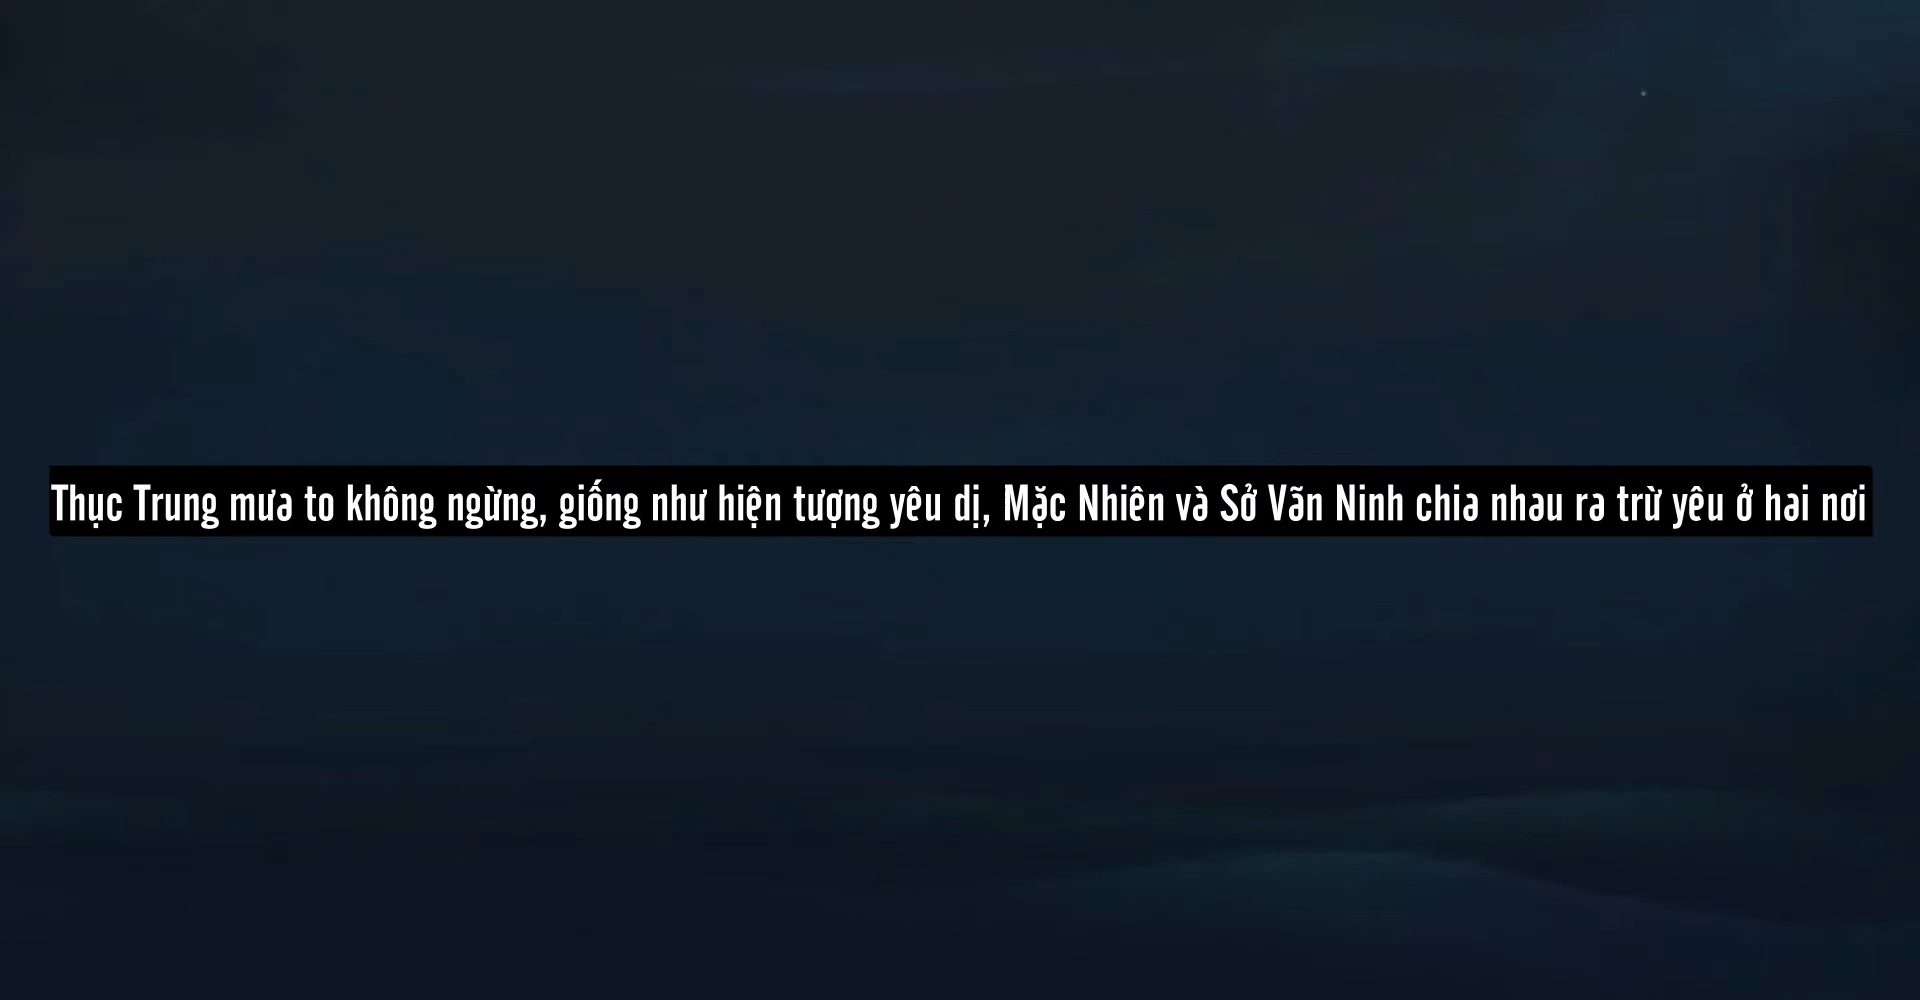 Thục Trung mưa to không ngừng, giống như hiện tượng yêu dị, Mặc Nhiên và Sở Vãn Ninh chia nhau ra trừ yêu ở hai nơi